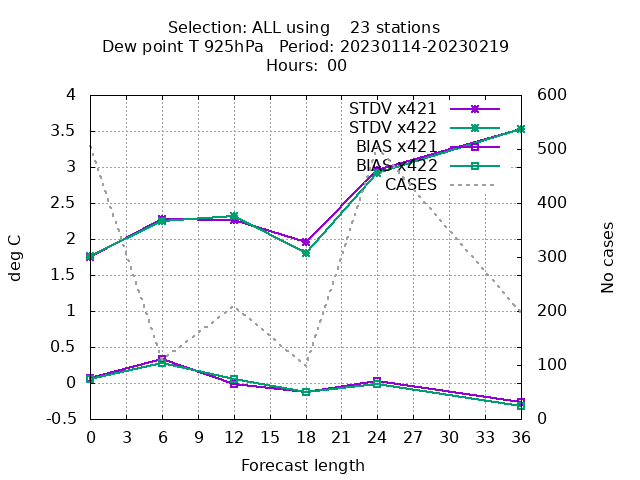 Selection: ALL using    23 stations
Dew point T 925hPa   Period: 20230114-20230219
Hours:  00
STDV x421
STDV x422
BIAS x421
BIAS x422
CASES
4
3.5
3
2.5
2
1.5
1
0.5
0
-0.5
600
500
400
300
200
100
0
deg C
No cases
0 3 6 9 12 15 18 21 24 27 30 33 36
Forecast length